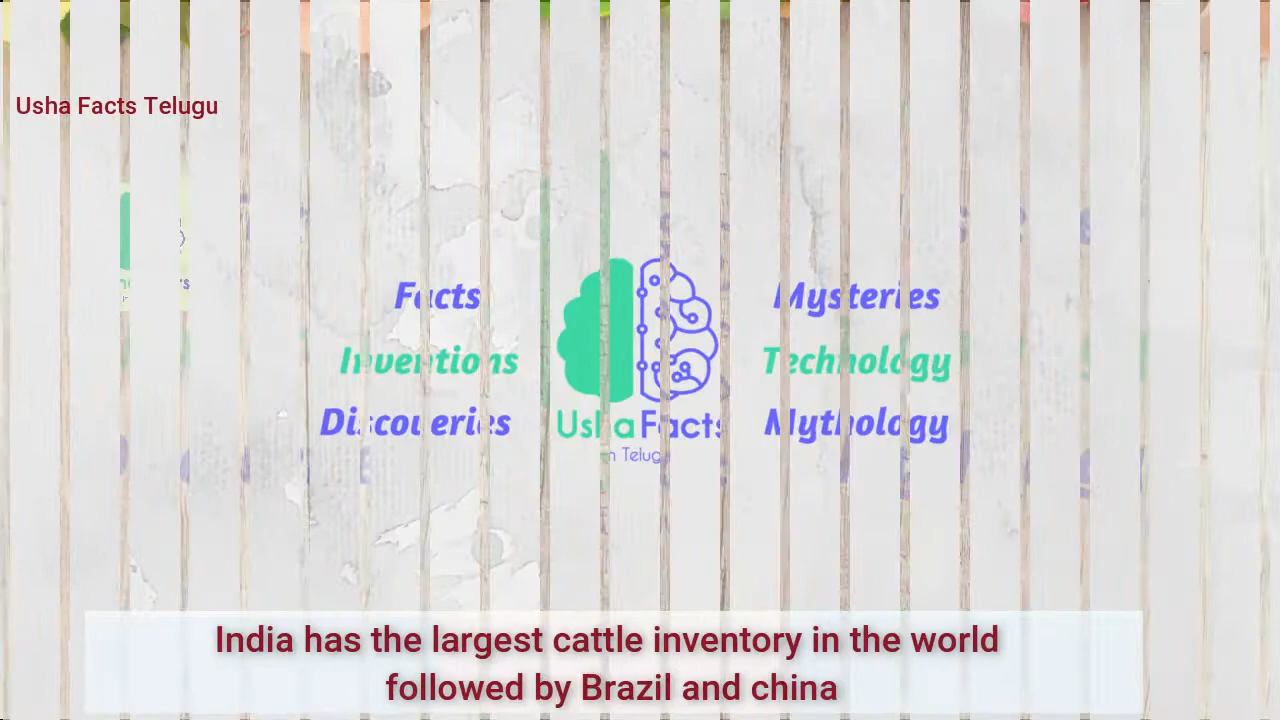 Usha Facts Telugu
Facts
Mysteries
Inventions
Technology
Discoveries
Mythology
Usha Facts
India has the largest cattle inventory in the world
followed by Brazil and china